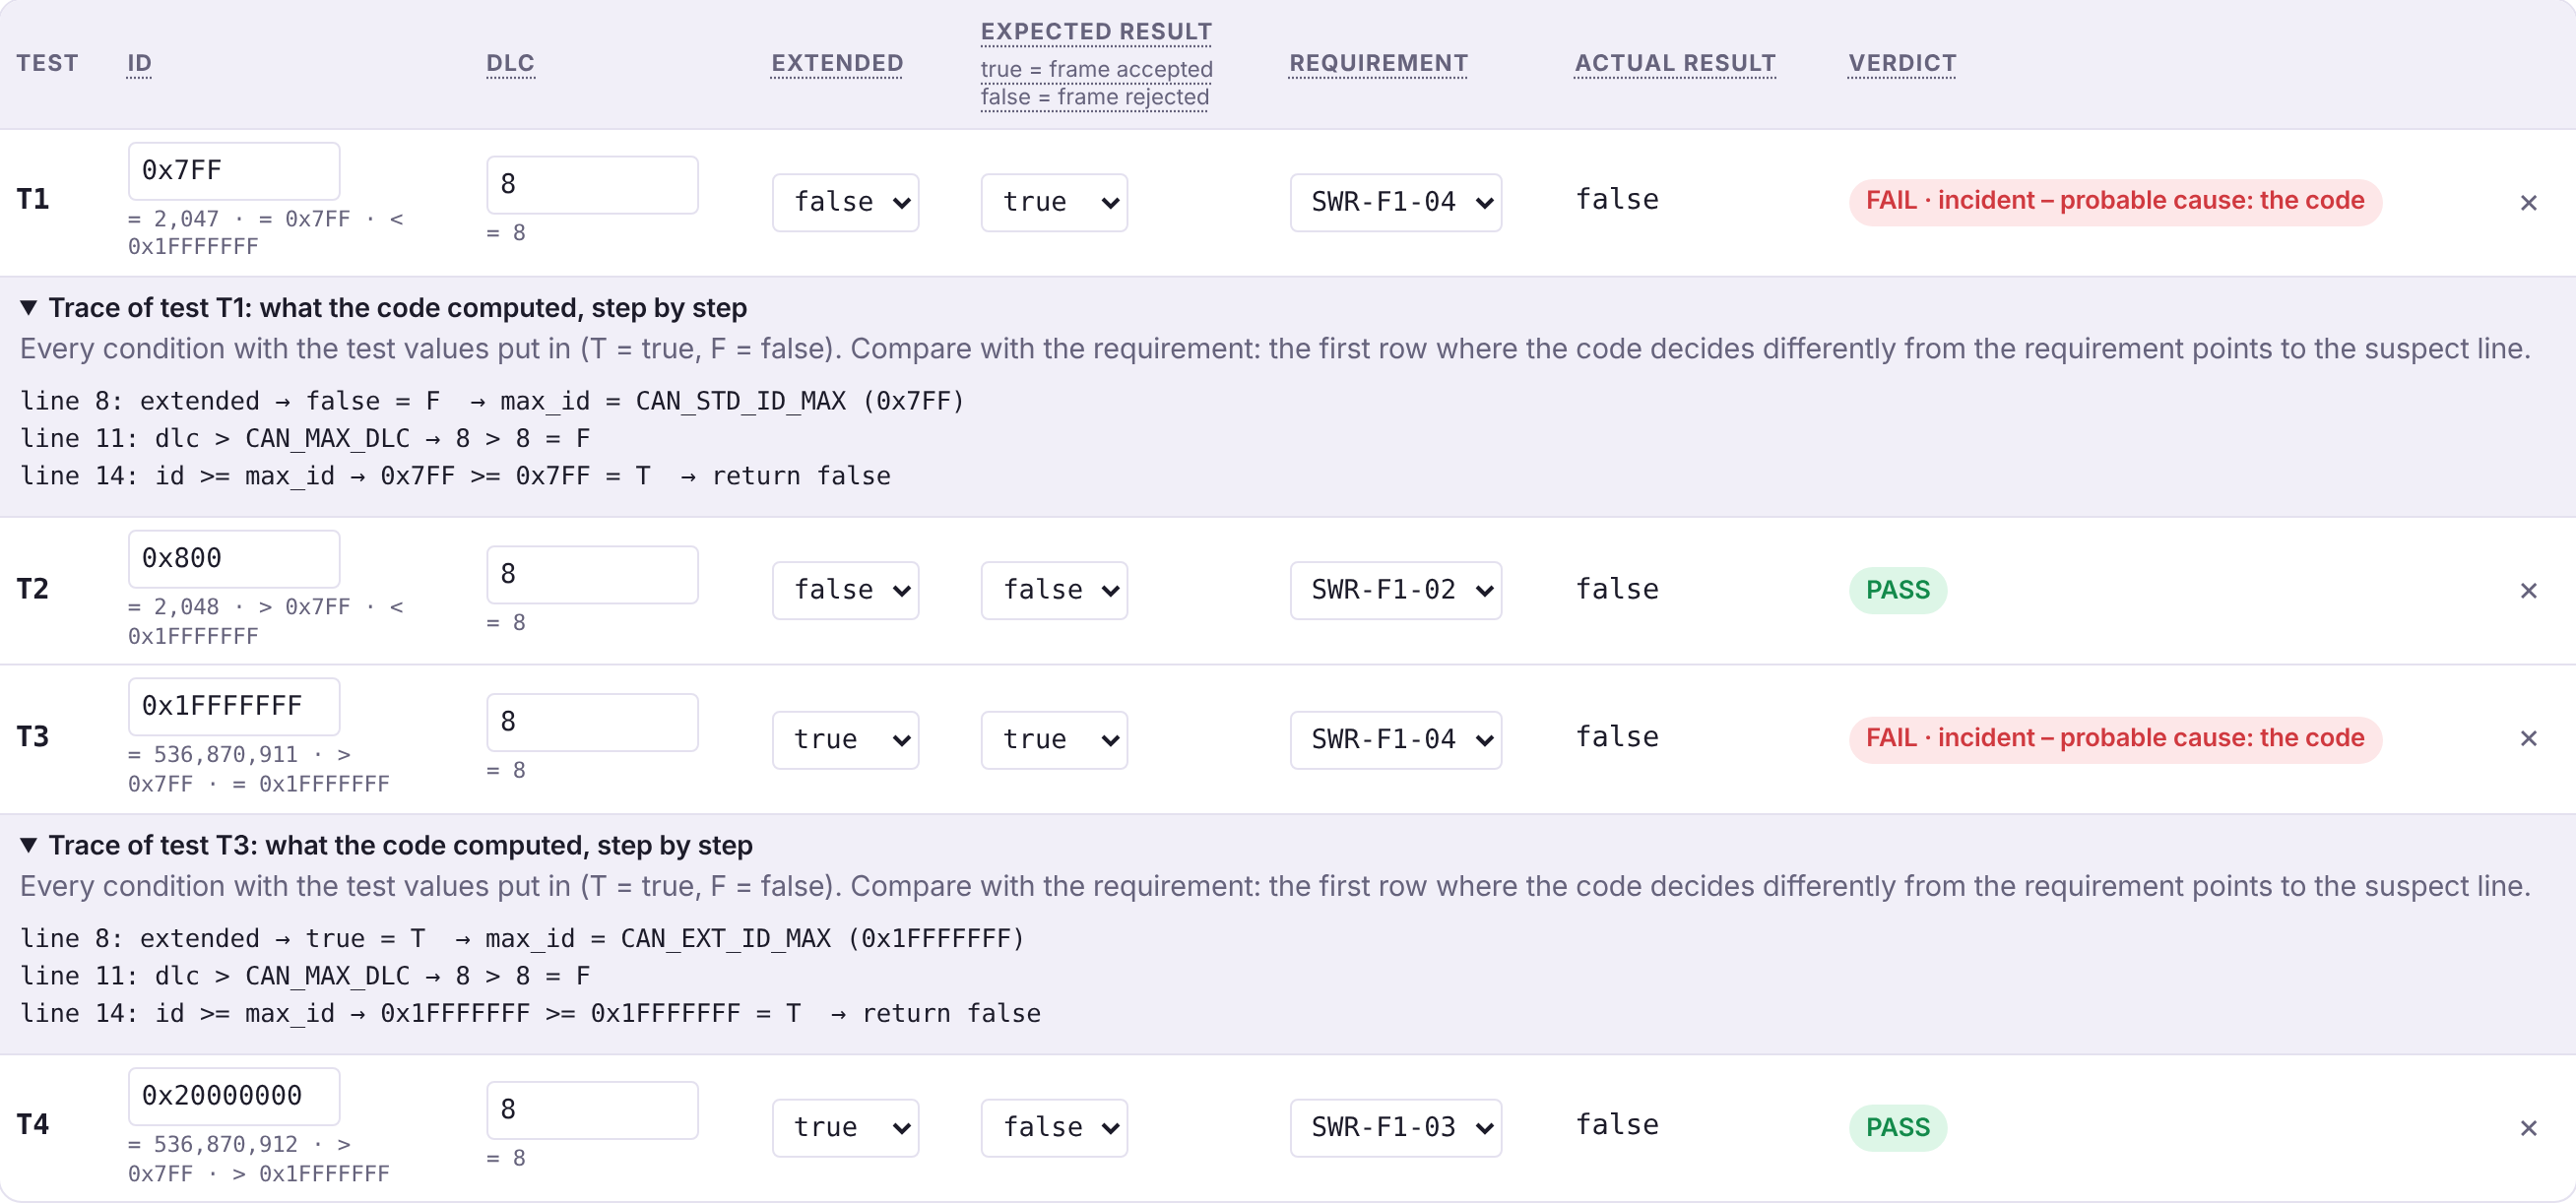 TEST ID DLC EXTENDED EXPECTED RESULT REQUIREMENT ACTUAL RESULT VERDICT
true = frame accepted
false = frame rejected
T1 0x7FF 8 false true SWR-F1-04 false FAIL · incident – probable cause: the code ×
= 2,047 · = 0x7FF · < = 8
0x1FFFFFFF
▼ Trace of test T1: what the code computed, step by step
Every condition with the test values put in (T = true, F = false). Compare with the requirement: the first row where the code decides differently from the requirement points to the suspect line.
line 8: extended → false = F → max_id = CAN_STD_ID_MAX (0x7FF)
line 11: dlc > CAN_MAX_DLC → 8 > 8 = F
line 14: id >= max_id → 0x7FF >= 0x7FF = T → return false
T2 0x800 8 false false SWR-F1-02 false PASS ×
= 2,048 · > 0x7FF · < = 8
0x1FFFFFFF
T3 0x1FFFFFFF 8 true true SWR-F1-04 false FAIL · incident – probable cause: the code ×
= 536,870,911 · > = 8
0x7FF · = 0x1FFFFFFF
▼ Trace of test T3: what the code computed, step by step
Every condition with the test values put in (T = true, F = false). Compare with the requirement: the first row where the code decides differently from the requirement points to the suspect line.
line 8: extended → true = T → max_id = CAN_EXT_ID_MAX (0x1FFFFFFF)
line 11: dlc > CAN_MAX_DLC → 8 > 8 = F
line 14: id >= max_id → 0x1FFFFFFF >= 0x1FFFFFFF = T → return false
T4 0x20000000 8 true false SWR-F1-03 false PASS ×
= 536,870,912 · > = 8
0x7FF · > 0x1FFFFFFF